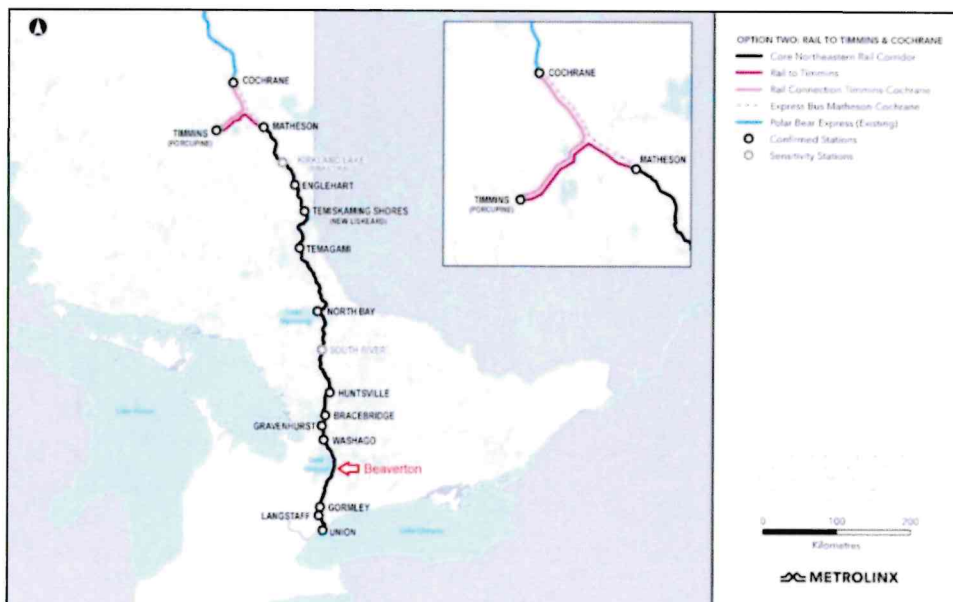 COCHRANE
TIMMINS
(PORCUPINE)
MATHESON
KIRKLAND LAKE
ENGLEHART
TEMISKAMING SHORES
(NEW LISKEARD)
TEMAGAMI
NORTH BAY
SOUTH RIVER
HUNTSVILLE
BRACEBRIDGE
GRAVENHURST
WASHAGO
Beaverton
GORMLEY
LANGSTAFF
UNION
COCHRANE
MATHESON
TIMMINS
(PORCUPINE)
OPTION TWO: RAIL TO TIMMINS & COCHRANE
Core Northeastern Rail Corridor
Rail to Timmins
Rail Connection Timmins Cochrane
Express Bus Matheson Cochrane
Polar Bear Express (Existing)
Confirmed Stations
Sensitivity Stations
0 100 200
Kilometres
METROLINX